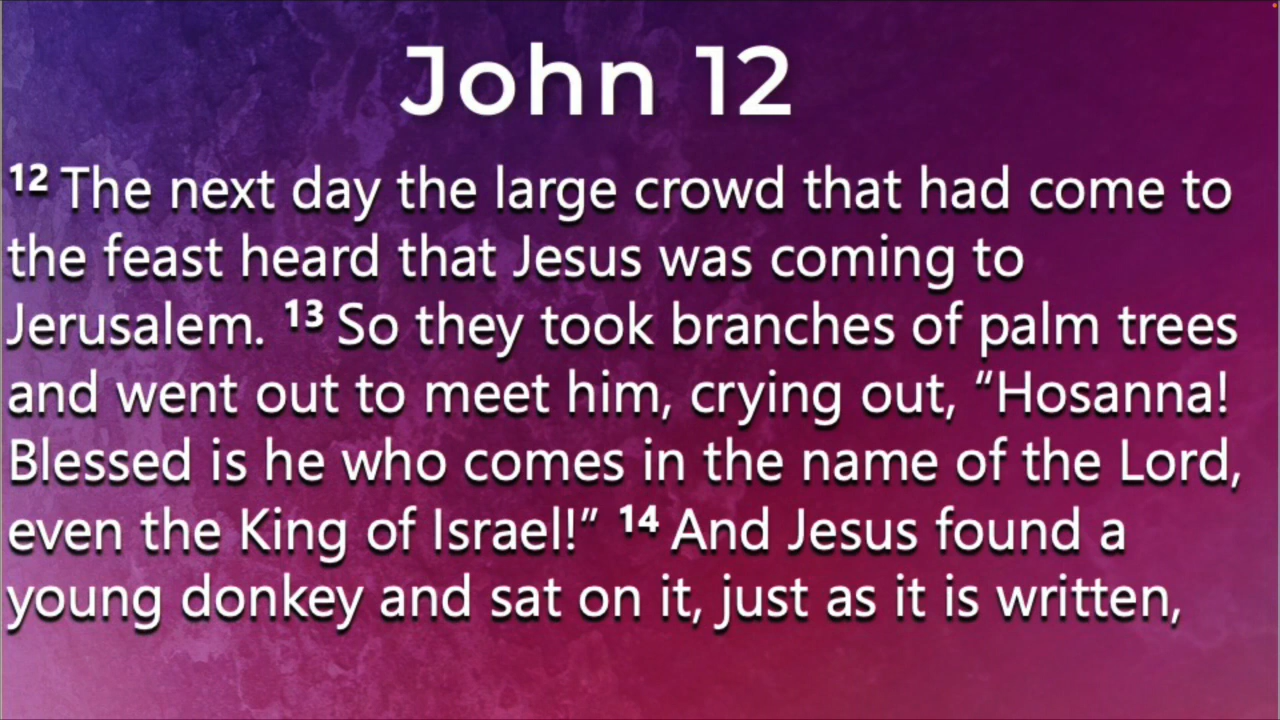 John 12
12 The next day the large crowd that had come to
the feast heard that Jesus was coming to
Jerusalem. 13 So they took branches of palm trees
and went out to meet him, crying out, “Hosanna!
Blessed is he who comes in the name of the Lord,
even the King of Israel!” 14 And Jesus found a
young donkey and sat on it, just as it is written,